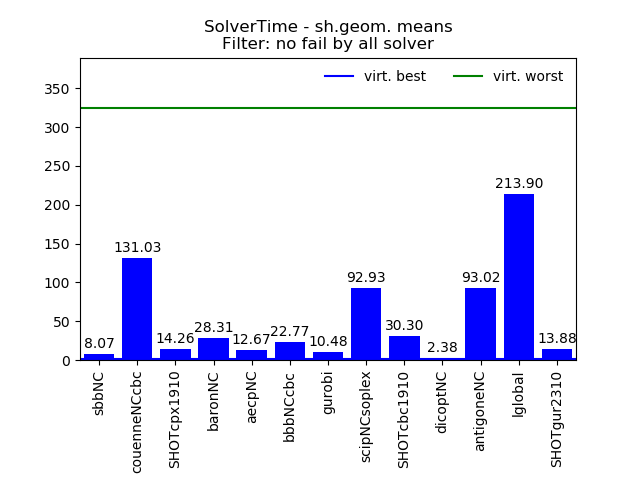 SolverTime - sh.geom. means
Filter: no fail by all solver
virt. best
virt. worst
350
300
250
200
150
100
50
0
8.07
131.03
14.26
28.31
12.67
22.77
10.48
92.93
30.30
2.38
93.02
213.90
13.88
sbbNC
couenneNCcbc
SHOTcpx1910
baronNC
aecpNC
bbbNCcbc
gurobi
scipNCsoplex
SHOTcbc1910
dicoptNC
antigoneNC
lglobal
SHOTgur2310